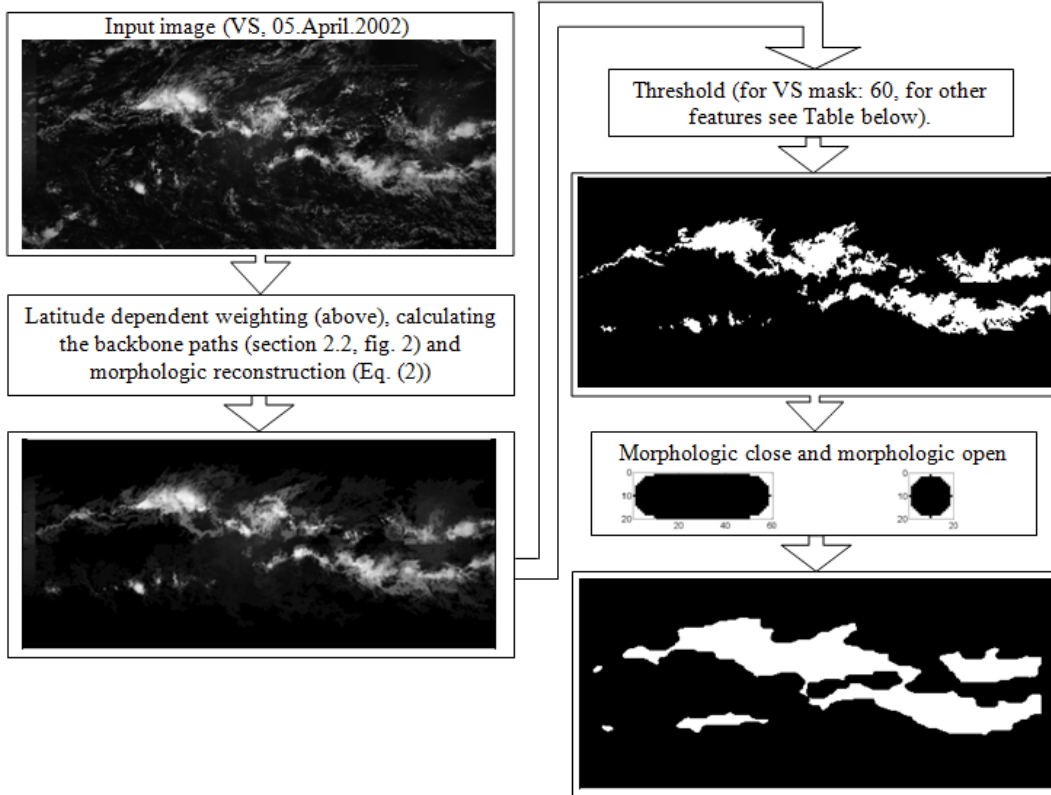 Input image (VS, 05.April.2002)
Latitude dependent weighting (above), calculating
the backbone paths (section 2.2, fig. 2) and
morphologic reconstruction (Eq. (2))
Threshold (for VS mask: 60, for other
features see Table below).
Morphologic close and morphologic open
0
10
20
20
40
60
0
10
20
20